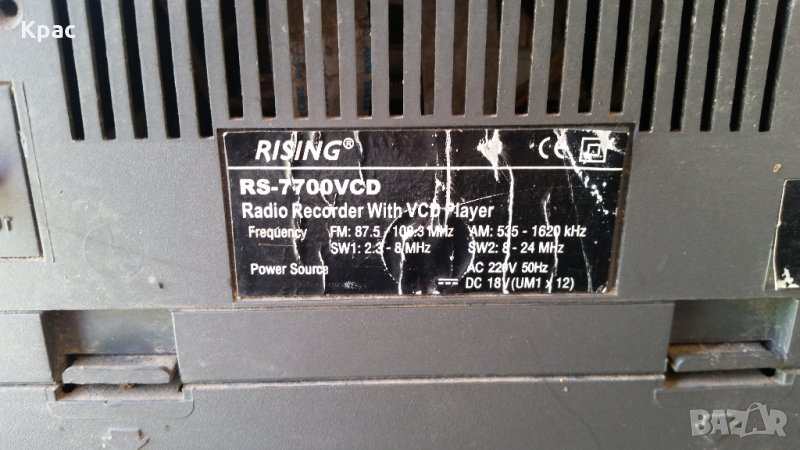 Крас
RISING®
CE
RS-7700VCD
Radio Recorder With VCD Player
Frequency FM: 87.5 - 108.3 MHz AM: 535 - 1620 kHz
SW1: 2.3 - 8 MHz SW2: 8 - 24 MHz
Power Source AC 220V 50Hz
DC 18V (UM1 x 12)
BAZAR